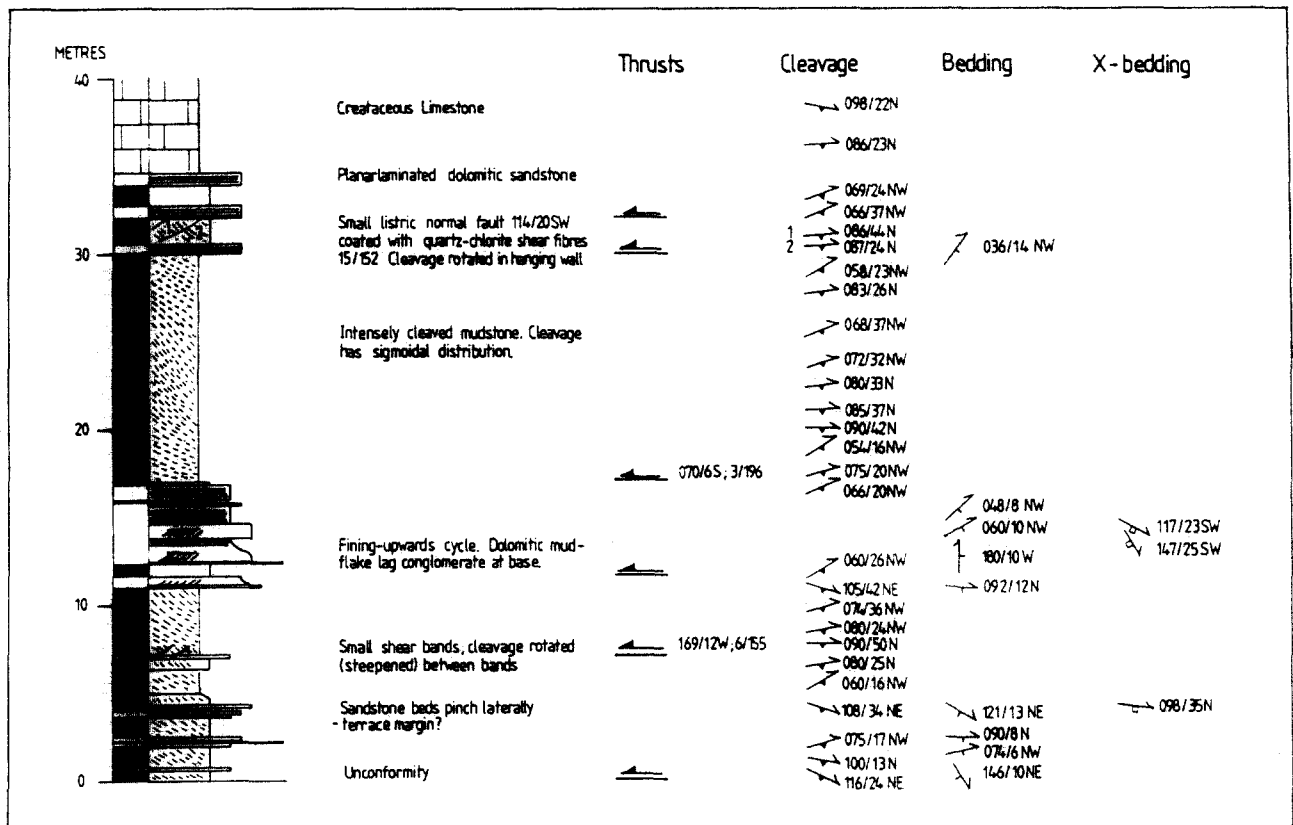 METRES
Thrusts
Cleavage
Bedding
X-bedding
40
Creataceous Limestone
098/22N
086/23N
Planarlaminated dolomitic sandstone
069/24NW
066/37NW
Small listric normal fault 114/20SW
coated with quartz-chlorite shear fibres
15/152 Cleavage rotated in hanging wall
1
086/44N
2
087/24N
036/14 NW
30
058/23NW
083/26N
Intensely cleaved mudstone. Cleavage
has sigmoidal distribution.
068/37NW
072/32NW
080/33N
085/37N
20
090/42N
054/16NW
070/6S; 3/196
075/20NW
066/20NW
048/8 NW
060/10 NW
117/23SW
147/25SW
Fining-upwards cycle. Dolomitic mud-
flake lag conglomerate at base.
180/10 W
060/26NW
105/42 NE
092/12N
10
074/36NW
080/24NW
Small shear bands, cleavage rotated
(steepened) between bands
169/12W; 6/155
090/50N
080/25N
060/16NW
Sandstone beds pinch laterally
- terrace margin?
108/34 NE
121/13 NE
098/35N
090/8 N
075/17 NW
074/6 NW
Unconformity
100/13 N
146/10NE
0
116/24 NE